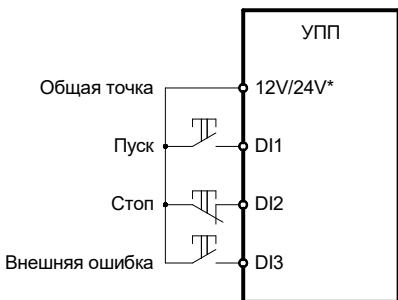 УПП
Общая точка
12V/24V*
Пуск
DI1
Стоп
DI2
Внешняя ошибка
DI3